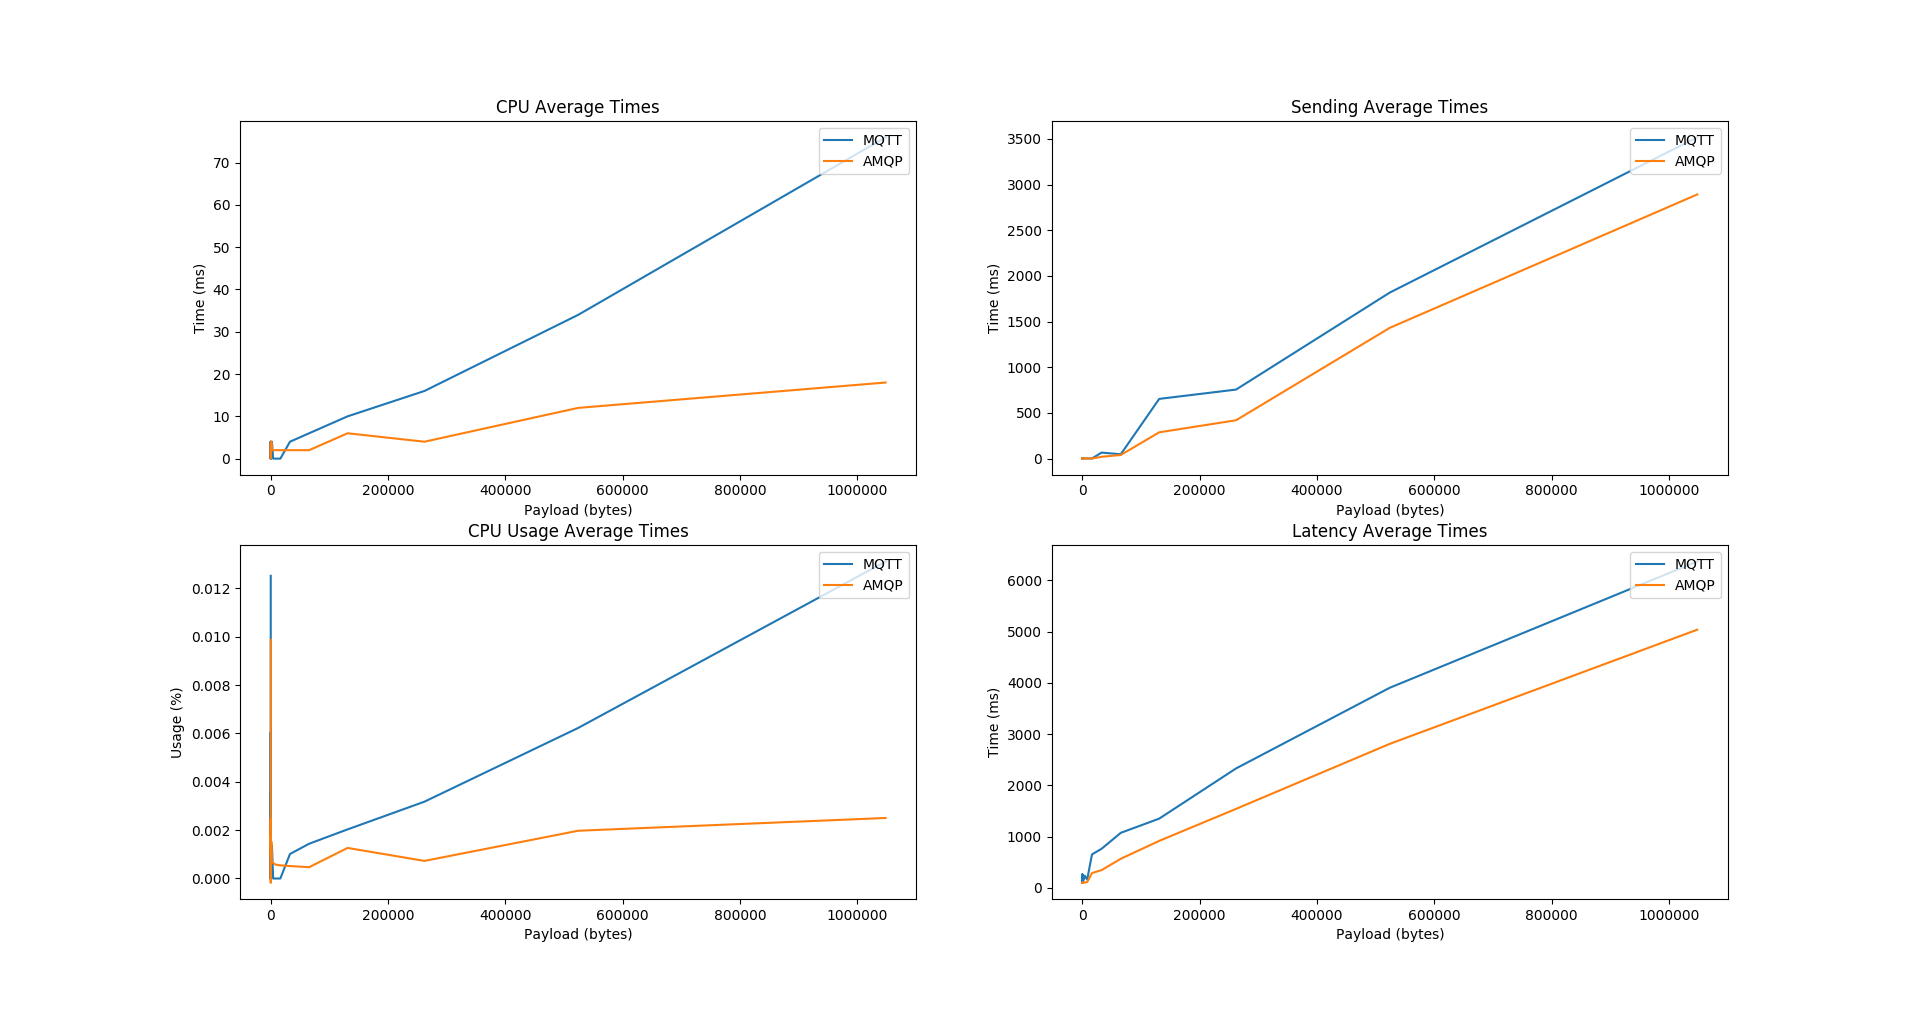 CPU Average Times
MQTT
AMQP
70
60
50
40
30
20
10
0
Time (ms)
0 200000 400000 600000 800000 1000000
Payload (bytes)
Sending Average Times
MQTT
AMQP
3500
3000
2500
2000
1500
1000
500
0
Time (ms)
0 200000 400000 600000 800000 1000000
Payload (bytes)
CPU Usage Average Times
MQTT
AMQP
0.012
0.010
0.008
0.006
0.004
0.002
0.000
Usage (%)
0 200000 400000 600000 800000 1000000
Payload (bytes)
Latency Average Times
MQTT
AMQP
6000
5000
4000
3000
2000
1000
0
Time (ms)
0 200000 400000 600000 800000 1000000
Payload (bytes)